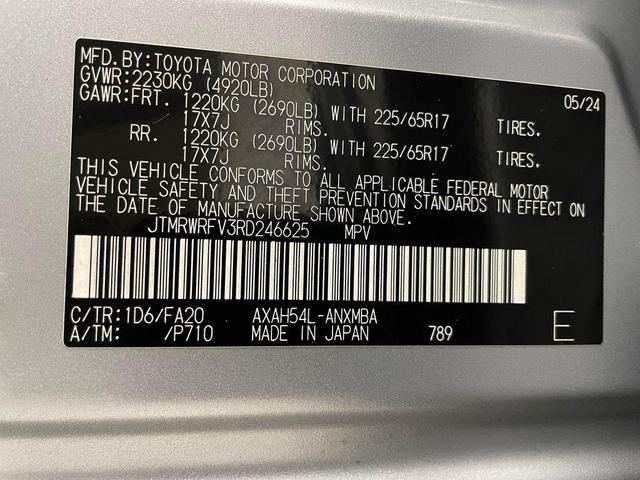 MFD.BY:TOYOTA MOTOR CORPORATION
GVWR:2230KG (4920LB) 05/24
GAWR:FRT. 1220KG (2690LB) WITH 225/65R17
17X7J RIMS. TIRES.
RR. 1220KG (2690LB) WITH 225/65R17
17X7J RIMS. TIRES.
THIS VEHICLE CONFORMS TO ALL APPLICABLE FEDERAL MOTOR
VEHICLE SAFETY AND THEFT PREVENTION STANDARDS IN EFFECT ON
THE DATE OF MANUFACTURE SHOWN ABOVE.
JTMRWRFV3RD246625 MPV
C/TR:1D6/FA20 AXAH54L-ANXMBA
A/TM: /P710 MADE IN JAPAN 789 E